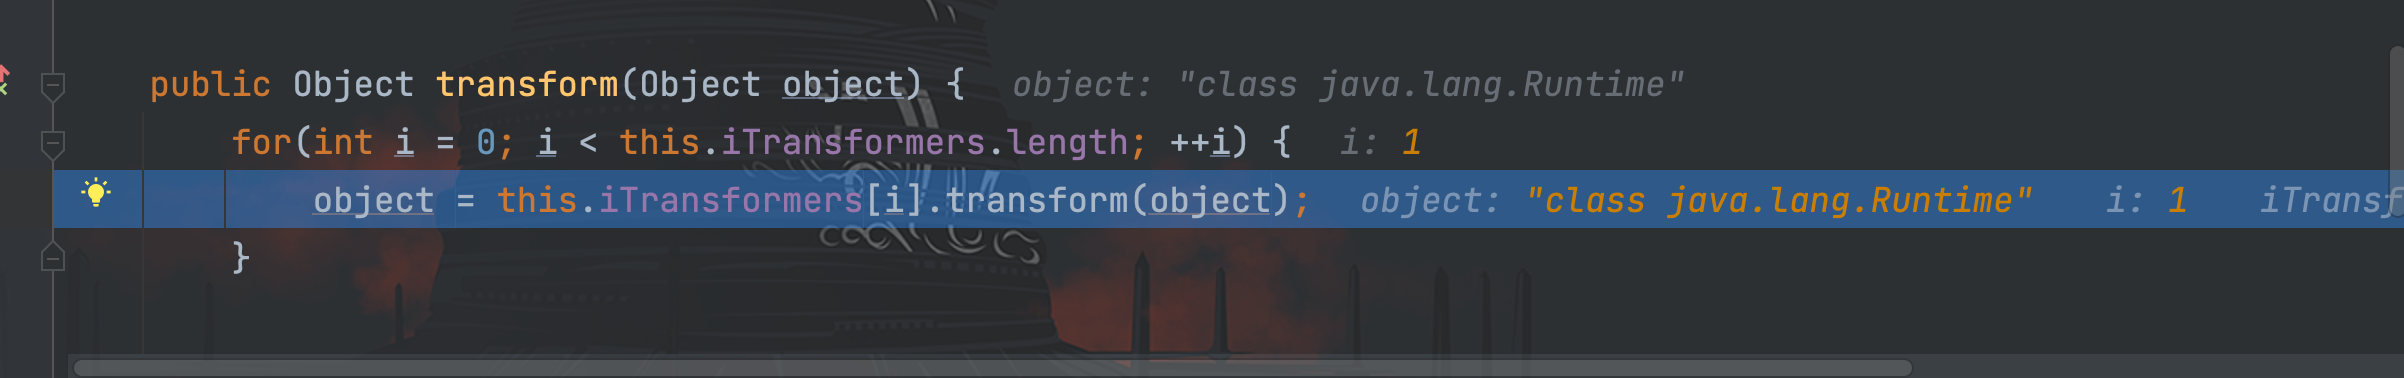 public Object transform(Object object) {   object: "class java.lang.Runtime"
for(int i = 0; i < this.iTransformers.length; ++i) {   i: 1
object = this.iTransformers[i].transform(object);   object: "class java.lang.Runtime"   i: 1   iTransf
}